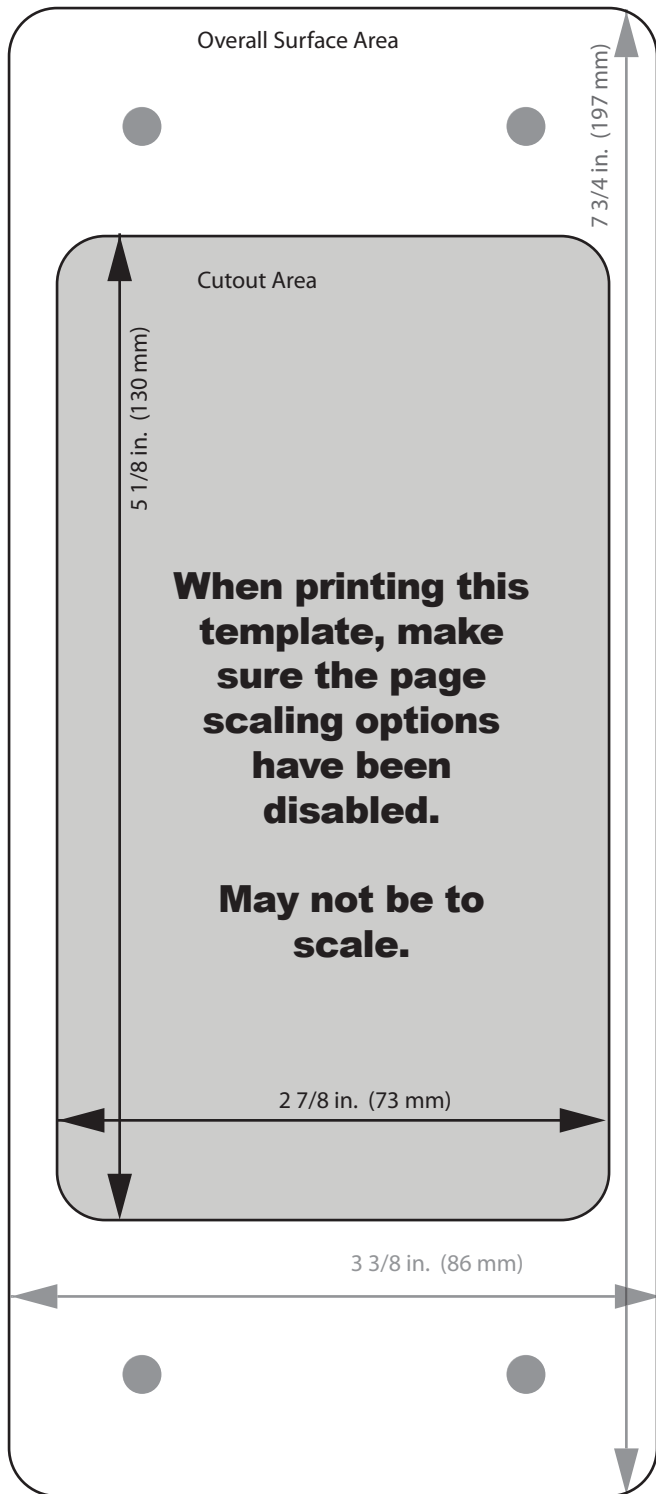 Overall Surface Area
7 3/4 in. (197 mm)
Cutout Area
5 1/8 in. (130 mm)
When printing this
template, make
sure the page
scaling options
have been
disabled.
May not be to
scale.
2 7/8 in. (73 mm)
3 3/8 in. (86 mm)